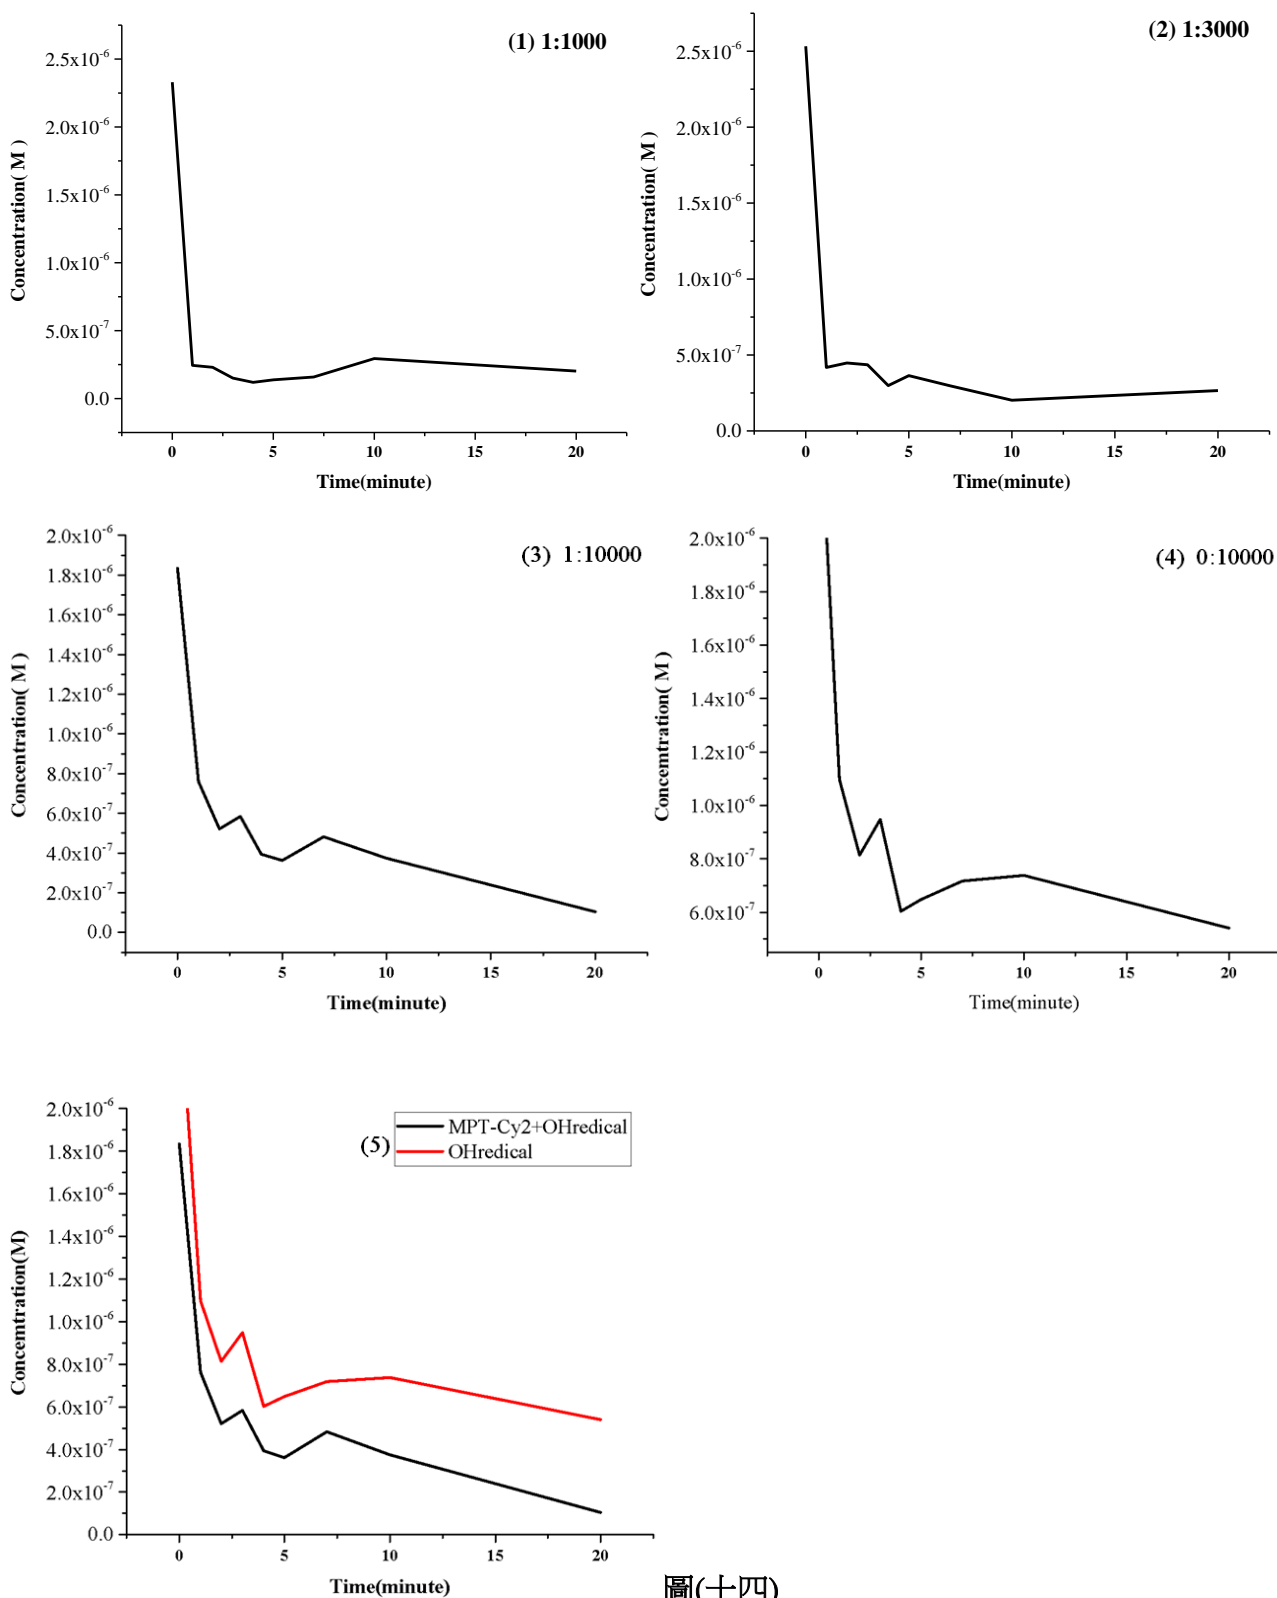 (1) 1:1000
2.5x10⁻⁶
2.0x10⁻⁶
1.5x10⁻⁶
1.0x10⁻⁶
5.0x10⁻⁷
0.0
Concentration( M )
0 5 10 15 20
Time(minute)
(2) 1:3000
2.5x10⁻⁶
2.0x10⁻⁶
1.5x10⁻⁶
1.0x10⁻⁶
5.0x10⁻⁷
0.0
Concentration( M )
0 5 10 15 20
Time(minute)
(3) 1:10000
2.0x10⁻⁶
1.8x10⁻⁶
1.6x10⁻⁶
1.4x10⁻⁶
1.2x10⁻⁶
1.0x10⁻⁶
8.0x10⁻⁷
6.0x10⁻⁷
4.0x10⁻⁷
2.0x10⁻⁷
0.0
Concentration( M )
0 5 10 15 20
Time(minute)
(4) 0:10000
2.0x10⁻⁶
1.8x10⁻⁶
1.6x10⁻⁶
1.4x10⁻⁶
1.2x10⁻⁶
1.0x10⁻⁶
8.0x10⁻⁷
6.0x10⁻⁷
Concemtration( M )
0 5 10 15 20
Time(minute)
(5)
MPT-Cy2+OHredical
OHredical
2.0x10⁻⁶
1.8x10⁻⁶
1.6x10⁻⁶
1.4x10⁻⁶
1.2x10⁻⁶
1.0x10⁻⁶
8.0x10⁻⁷
6.0x10⁻⁷
4.0x10⁻⁷
2.0x10⁻⁷
0.0
Concemtration(M)
0 5 10 15 20
Time(minute)
圖(十四)